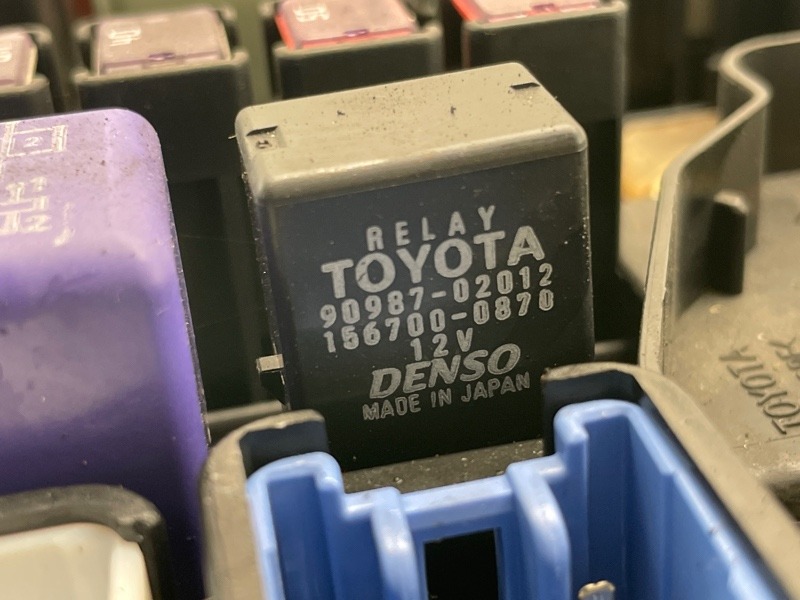 RELAY
TOYOTA
90987-02012
156700-0870
12V
DENSO
MADE IN JAPAN
TOYOTA